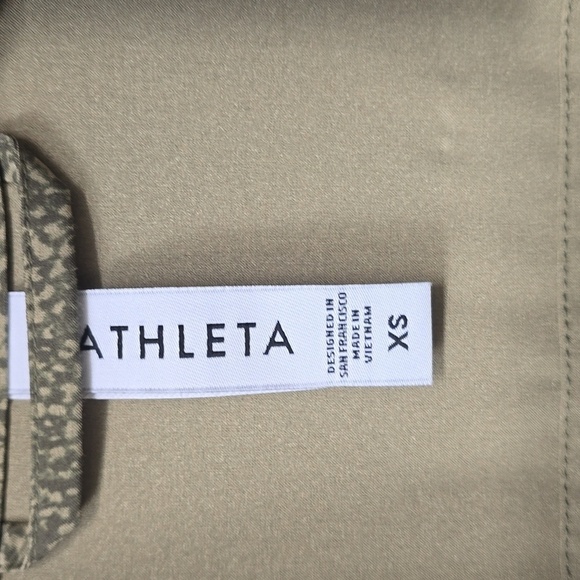 ATHLETA
DESIGNED IN
SAN FRANCISCO
MADE IN
VIETNAM
XS